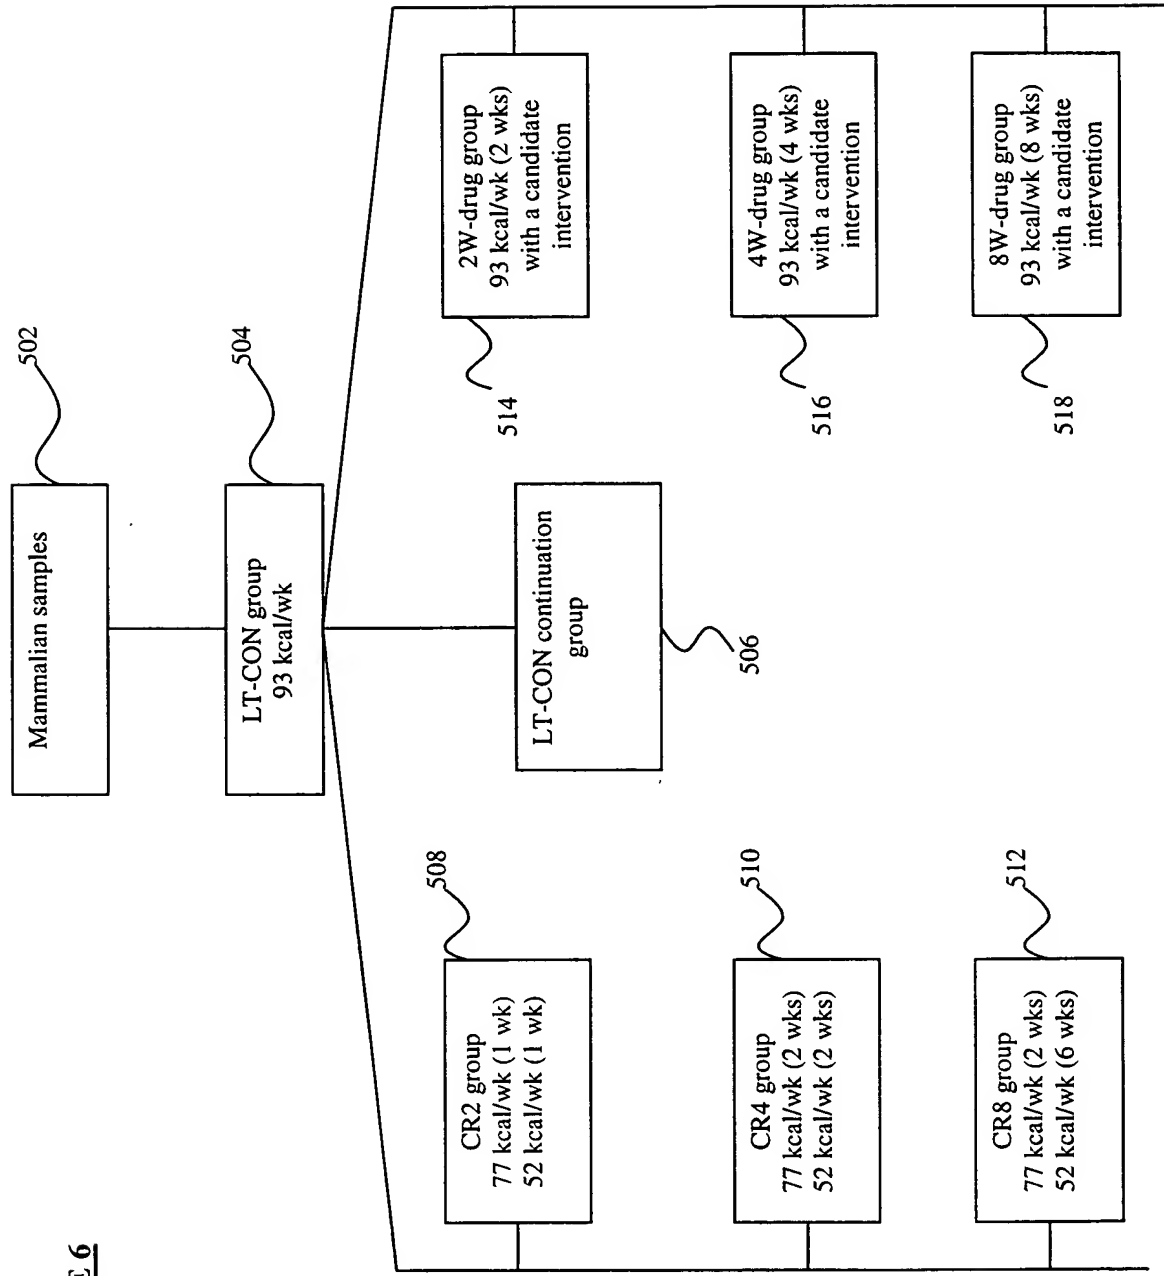 Mammalian samples
502
LT-CON group
93 kcal/wk
504
LT-CON continuation
group
506
CR2 group
77 kcal/wk (1 wk)
52 kcal/wk (1 wk)
508
CR4 group
77 kcal/wk (2 wks)
52 kcal/wk (2 wks)
510
CR8 group
77 kcal/wk (2 wks)
52 kcal/wk (6 wks)
512
2W-drug group
93 kcal/wk (2 wks)
with a candidate
intervention
514
4W-drug group
93 kcal/wk (4 wks)
with a candidate
intervention
516
8W-drug group
93 kcal/wk (8 wks)
with a candidate
intervention
518
E 6